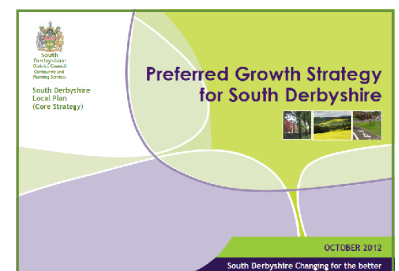 South
Derbyshire
District Council
Community and
Planning Services
South Derbyshire
Local Plan
(Core Strategy)
Preferred Growth Strategy
for South Derbyshire
OCTOBER 2012
South Derbyshire Changing for the better